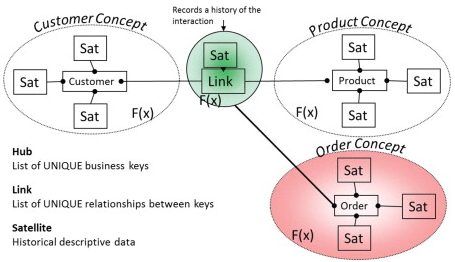 Records a history of the
interaction
Customer Concept
Sat
Sat
Customer
Sat
F(x)
Sat
Link
F(x)
Product Concept
Sat
Product
Sat
Sat
F(x)
Hub
List of UNIQUE business keys
Link
List of UNIQUE relationships between keys
Satellite
Historical descriptive data
Order Concept
Sat
Order
Sat
Sat
F(x)